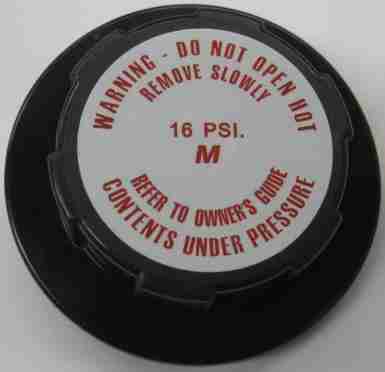 WARNING - DO NOT OPEN HOT
REMOVE SLOWLY
16 PSI.
M
REFER TO OWNER'S GUIDE
CONTENTS UNDER PRESSURE